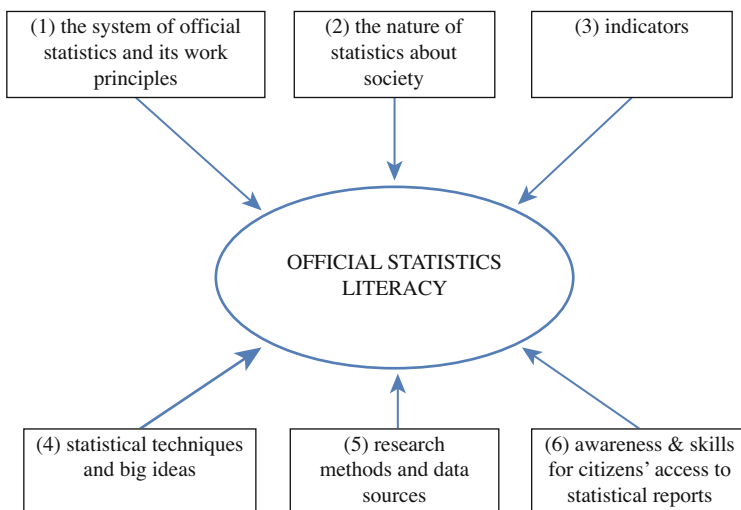 (1) the system of official
statistics and its work
principles
(2) the nature of
statistics about
society
(3) indicators
OFFICIAL STATISTICS
LITERACY
(4) statistical techniques
and big ideas
(5) research
methods and data
sources
(6) awareness & skills
for citizens’ access to
statistical reports